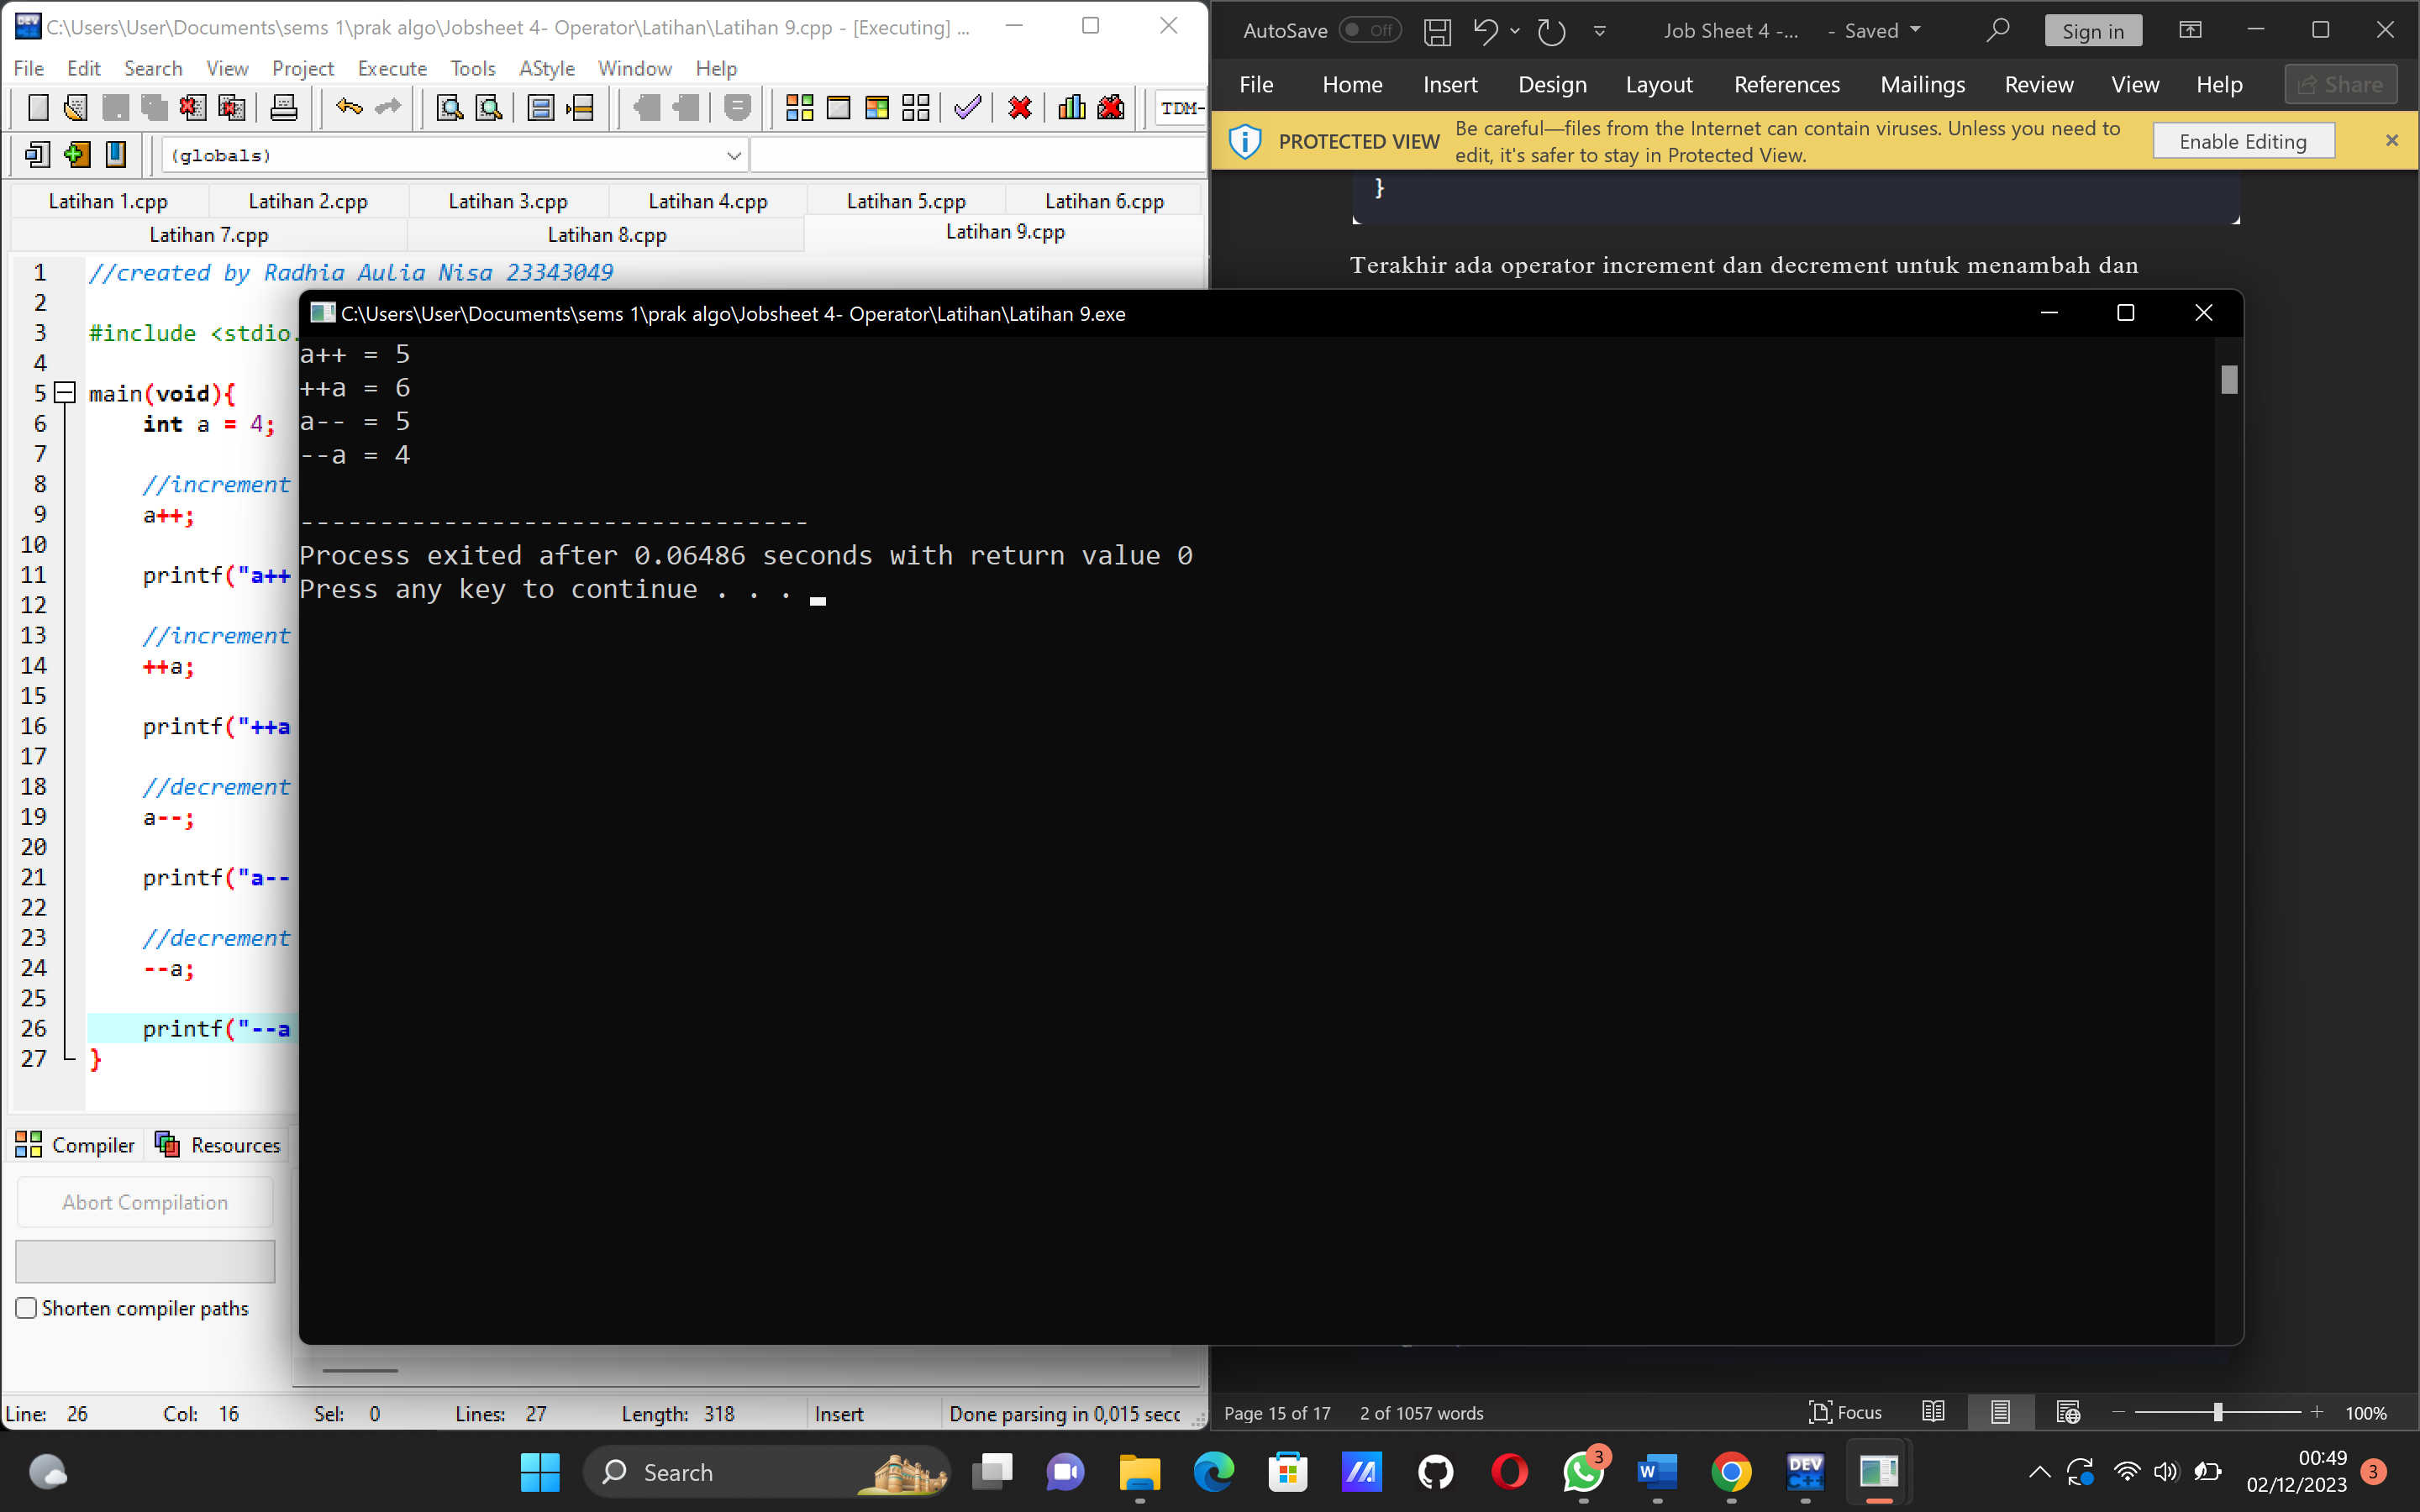 C:\Users\User\Documents\sems 1\prak algo\Jobsheet 4- Operator\Latihan\Latihan 9.cpp - [Executing] ...
File Edit Search View Project Execute Tools AStyle Window Help
TDM-
(globals)
Latihan 1.cpp Latihan 2.cpp Latihan 3.cpp Latihan 4.cpp Latihan 5.cpp Latihan 6.cpp
Latihan 7.cpp Latihan 8.cpp Latihan 9.cpp
1 //created by Radhia Aulia Nisa 23343049
2
3 #include <stdio.
4
5 main(void){
6 int a = 4;
7
8 //increment
9 a++;
10
11 printf("a++
12
13 //increment
14 ++a;
15
16 printf("++a
17
18 //decrement
19 a--;
20
21 printf("a--
22
23 //decrement
24 --a;
25
26 printf("--a
27 }
Compiler Resources
Abort Compilation
Shorten compiler paths
Line: 26 Col: 16 Sel: 0 Lines: 27 Length: 318 Insert Done parsing in 0,015 secc
AutoSave Off Job Sheet 4 -... - Saved Sign in
File Home Insert Design Layout References Mailings Review View Help Share
PROTECTED VIEW Be careful—files from the Internet can contain viruses. Unless you need to
edit, it's safer to stay in Protected View. Enable Editing
}
Terakhir ada operator increment dan decrement untuk menambah dan
C:\Users\User\Documents\sems 1\prak algo\Jobsheet 4- Operator\Latihan\Latihan 9.exe
a++ = 5
++a = 6
a-- = 5
--a = 4
--------------------------------
Process exited after 0.06486 seconds with return value 0
Press any key to continue . . .
Page 15 of 17 2 of 1057 words Focus 100%
Search
3
DEV C++
00:49
02/12/2023
3